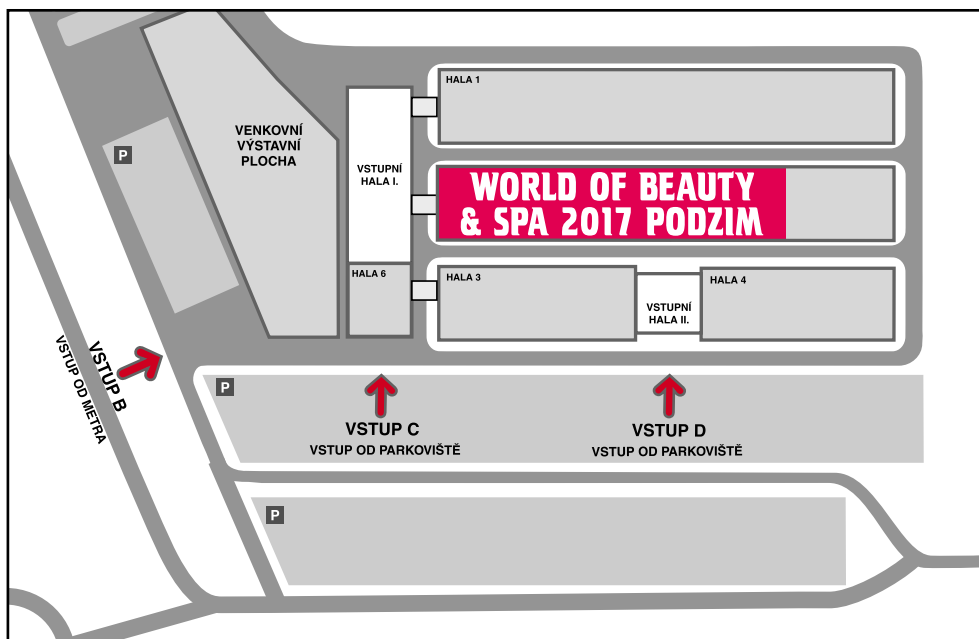 HALA 1
P
VENKOVNÍ
VÝSTAVNÍ
PLOCHA
VSTUPNÍ
HALA I.
WORLD OF BEAUTY
& SPA 2017 PODZIM
HALA 6
HALA 3
VSTUPNÍ
HALA II.
HALA 4
VSTUP B
VSTUP OD METRA
P
VSTUP C
VSTUP OD PARKOVIŠTĚ
VSTUP D
VSTUP OD PARKOVIŠTĚ
P